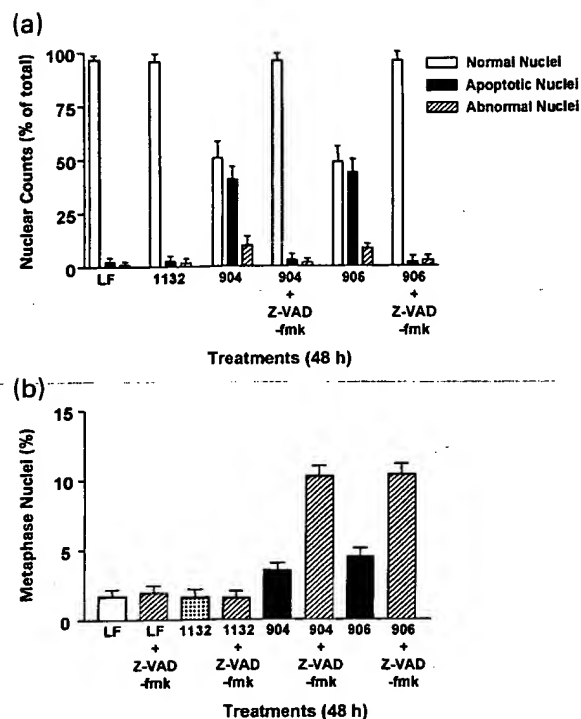 (a)
Nuclear Counts (% of total)
100
75
50
25
0
Normal Nuclei
Apoptotic Nuclei
Abnormal Nuclei
LF 1132 904 904 + Z-VAD -fmk 906 906 + Z-VAD -fmk
Treatments (48 h)
(b)
Metaphase Nuclei (%)
15
10
5
0
LF LF + Z-VAD -fmk 1132 1132 + Z-VAD -fmk 904 904 + Z-VAD -fmk 906 906 + Z-VAD -fmk
Treatments (48 h)